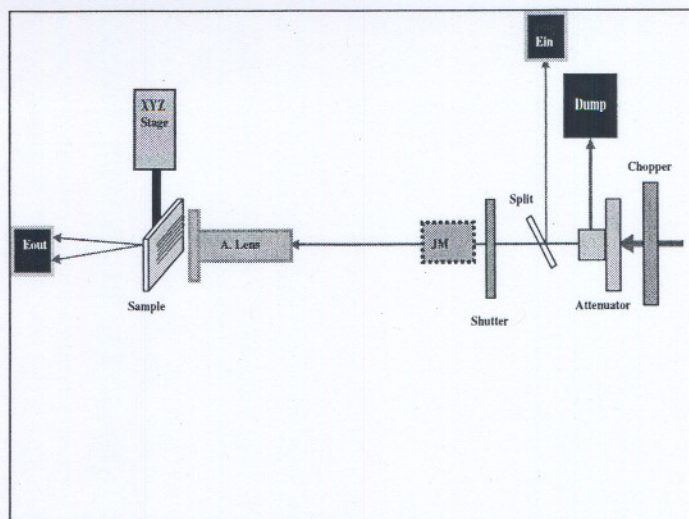 Ein
XYZ
Stage
Dump
Chopper
Split
Eout
A. Lens
JM
Sample
Shutter
Attenuator